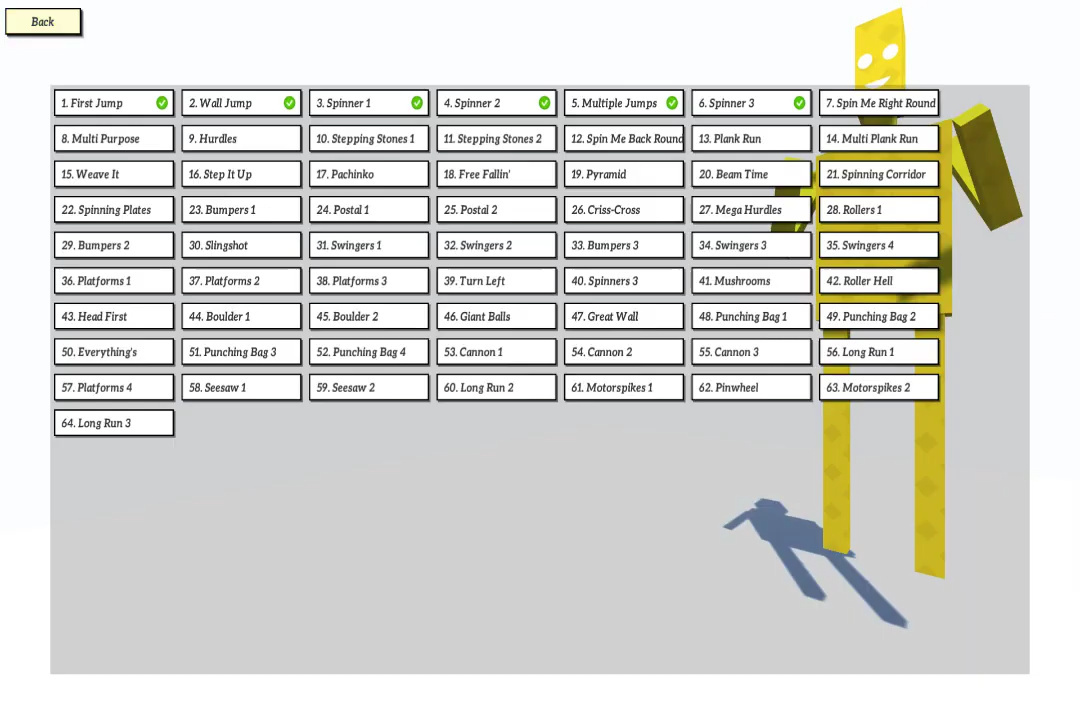 Back
1. First Jump
2. Wall Jump
3. Spinner 1
4. Spinner 2
5. Multiple Jumps
6. Spinner 3
7. Spin Me Right Round
8. Multi Purpose
9. Hurdles
10. Stepping Stones 1
11. Stepping Stones 2
12. Spin Me Back Round
13. Plank Run
14. Multi Plank Run
15. Weave It
16. Step It Up
17. Pachinko
18. Free Fallin'
19. Pyramid
20. Beam Time
21. Spinning Corridor
22. Spinning Plates
23. Bumpers 1
24. Postal 1
25. Postal 2
26. Criss-Cross
27. Mega Hurdles
28. Rollers 1
29. Bumpers 2
30. Slingshot
31. Swingers 1
32. Swingers 2
33. Bumpers 3
34. Swingers 3
35. Swingers 4
36. Platforms 1
37. Platforms 2
38. Platforms 3
39. Turn Left
40. Spinners 3
41. Mushrooms
42. Roller Hell
43. Head First
44. Boulder 1
45. Boulder 2
46. Giant Balls
47. Great Wall
48. Punching Bag 1
49. Punching Bag 2
50. Everything's
51. Punching Bag 3
52. Punching Bag 4
53. Cannon 1
54. Cannon 2
55. Cannon 3
56. Long Run 1
57. Platforms 4
58. Seesaw 1
59. Seesaw 2
60. Long Run 2
61. Motorspikes 1
62. Pinwheel
63. Motorspikes 2
64. Long Run 3